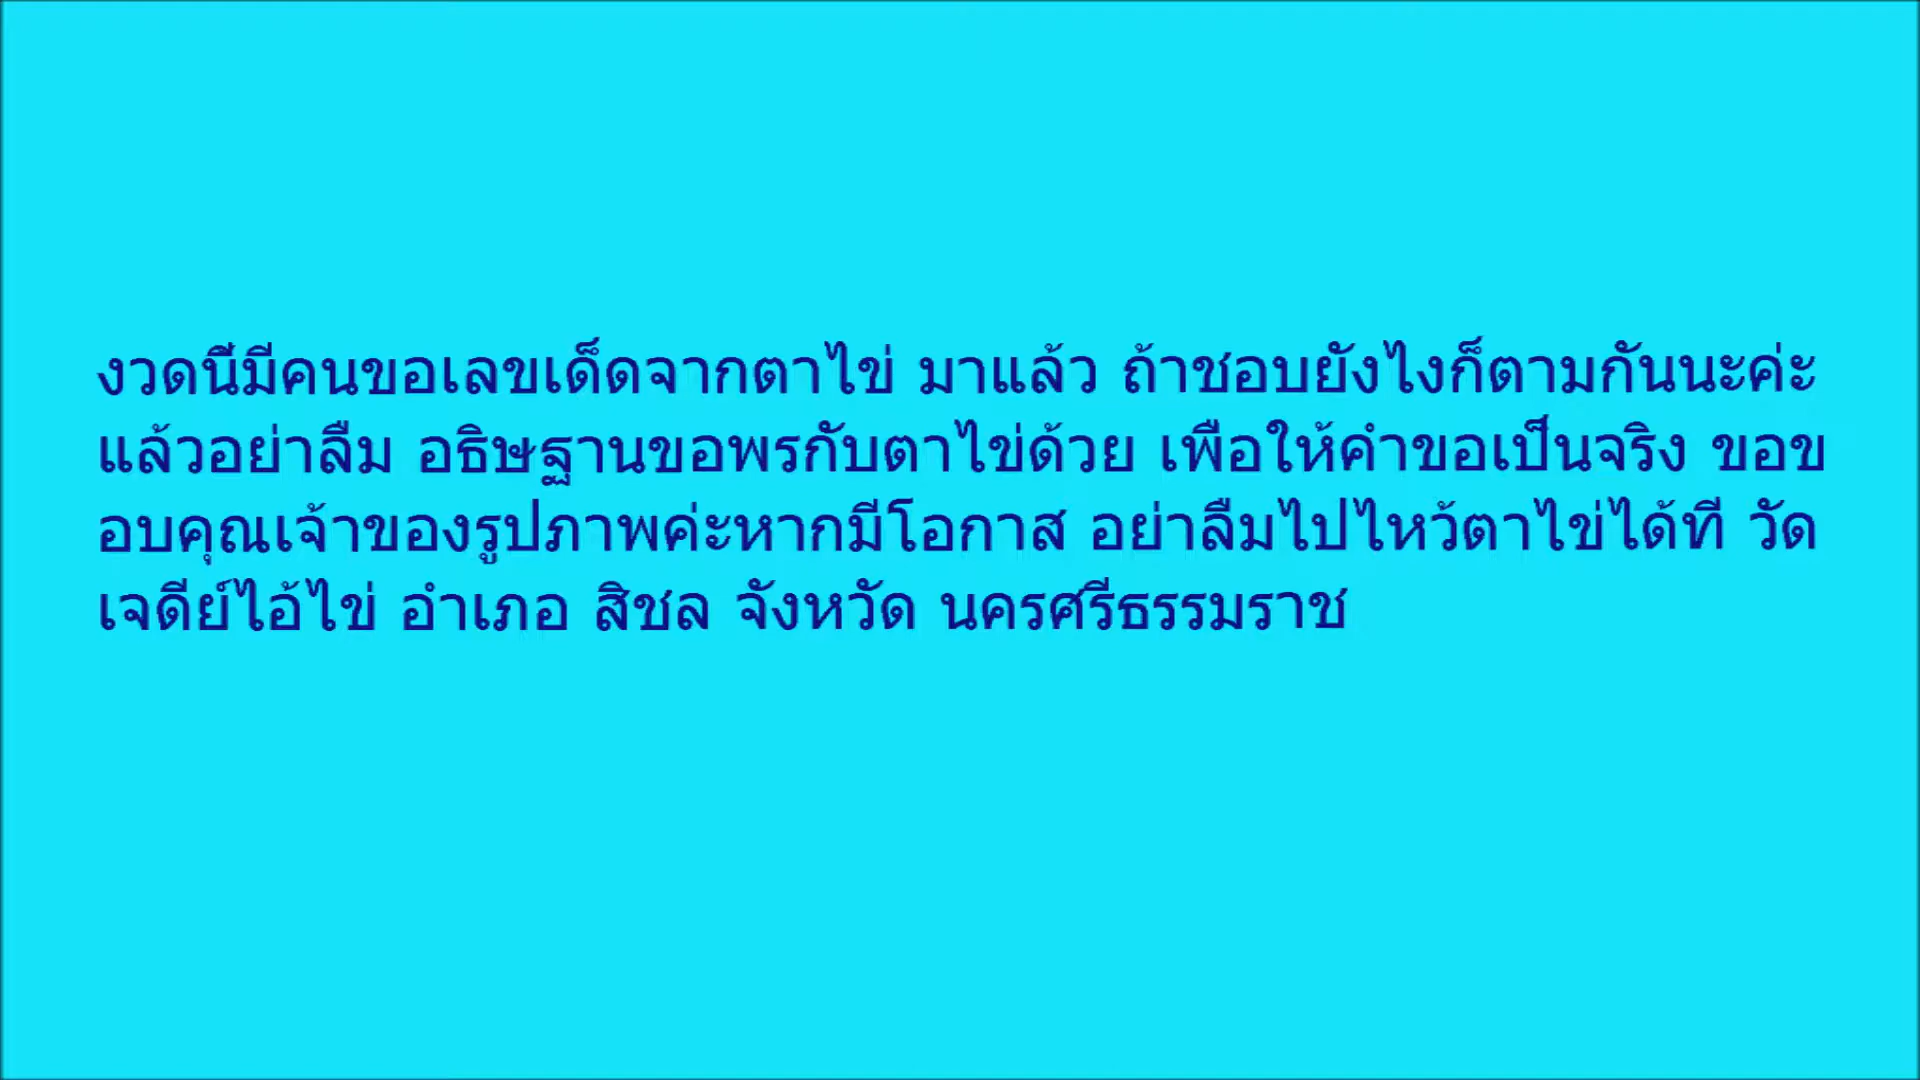 งวดนี้มีคนขอเลขเด็ดจากตาไข่ มาแล้ว ถ้าชอบยังไงก็ตามกันนะค่ะ
แล้วอย่าลืม อธิษฐานขอพรกับตาไข่ด้วย เพื่อให้คำขอเป็นจริง ขอข
อบคุณเจ้าของรูปภาพค่ะหากมีโอกาส อย่าลืมไปไหว้ตาไข่ได้ที่ วัด
เจดีย์ไอ้ไข่ อำเภอ สิชล จังหวัด นครศรีธรรมราช